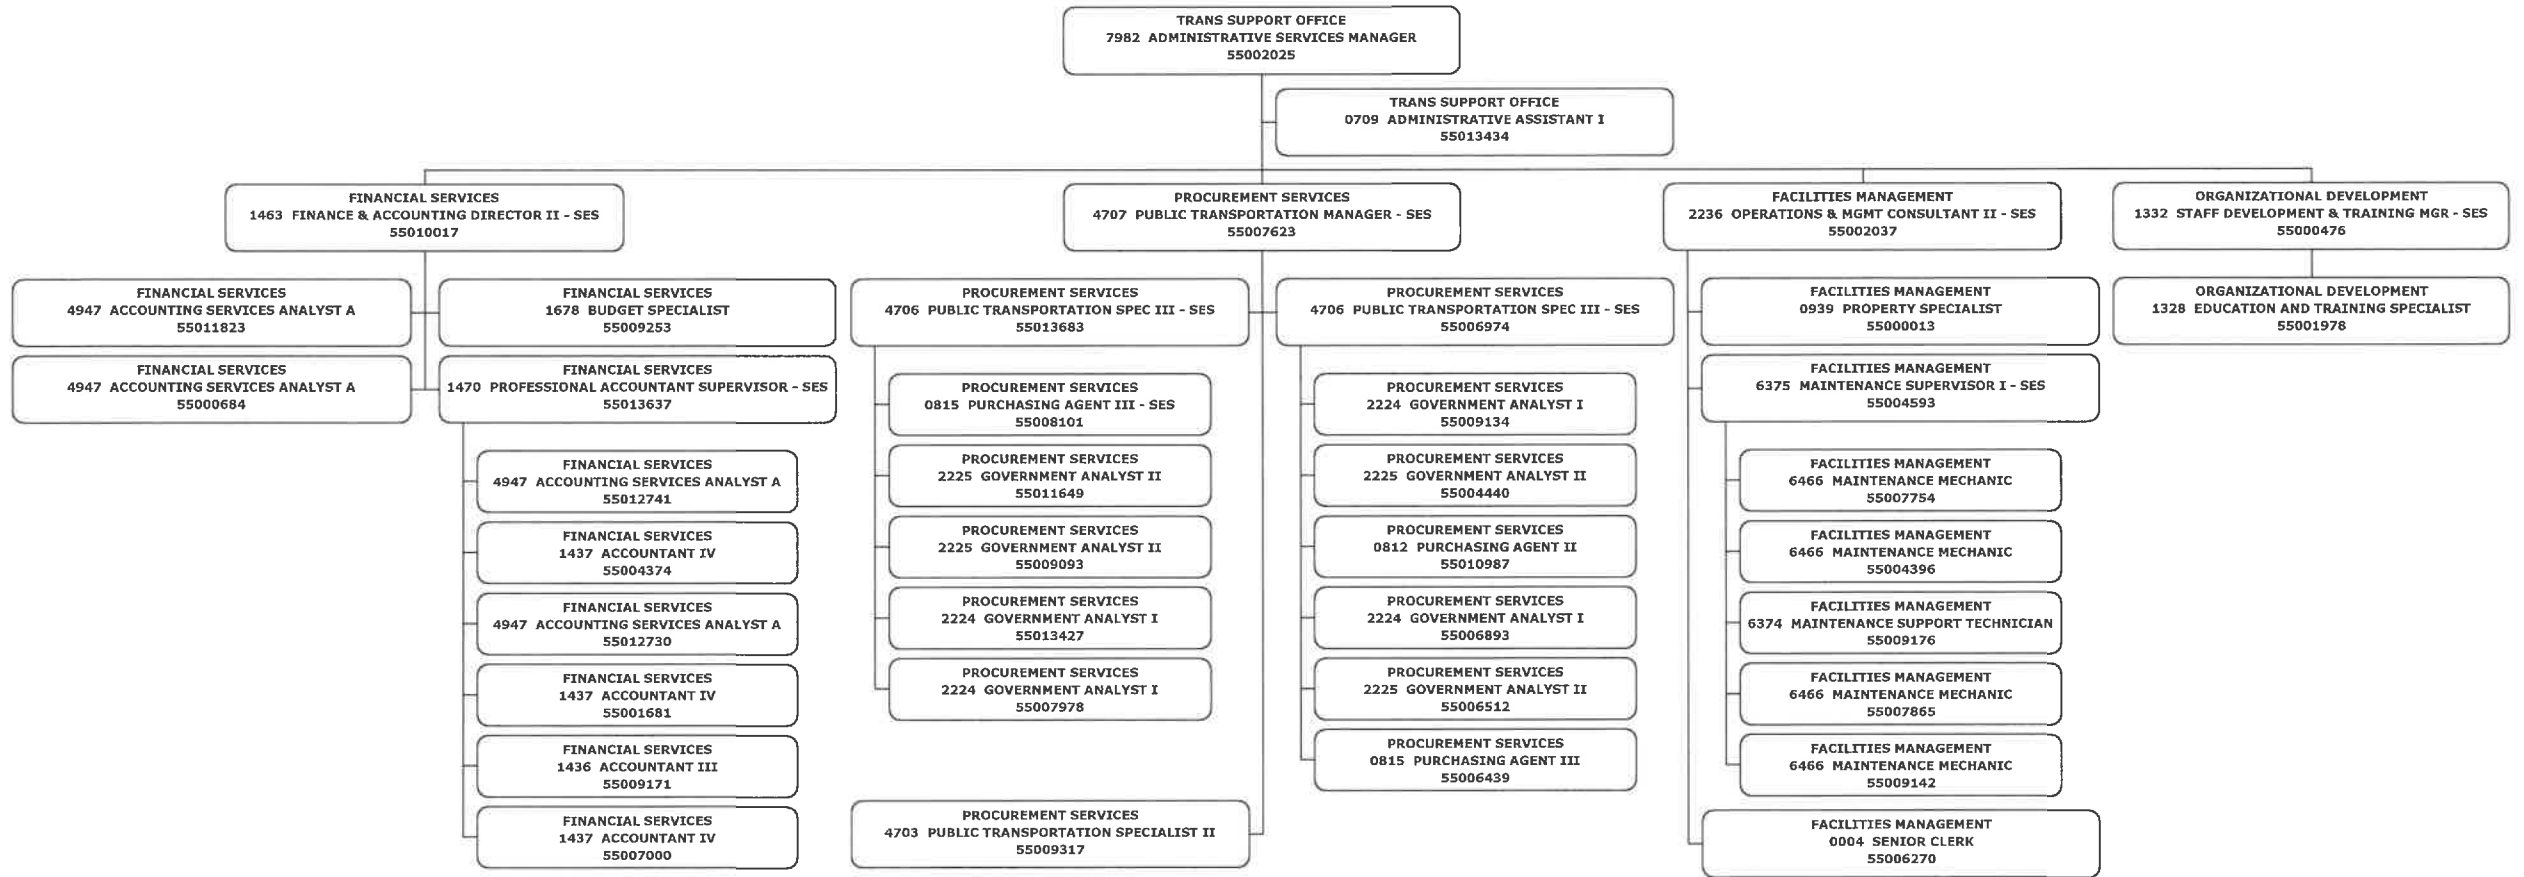 TRANS SUPPORT OFFICE
7982 ADMINISTRATIVE SERVICES MANAGER
55002025
TRANS SUPPORT OFFICE
0709 ADMINISTRATIVE ASSISTANT I
55013434
FINANCIAL SERVICES
1463 FINANCE & ACCOUNTING DIRECTOR II - SES
55010017
PROCUREMENT SERVICES
4707 PUBLIC TRANSPORTATION MANAGER - SES
55007623
FACILITIES MANAGEMENT
2236 OPERATIONS & MGMT CONSULTANT II - SES
55002037
ORGANIZATIONAL DEVELOPMENT
1332 STAFF DEVELOPMENT & TRAINING MGR - SES
55000476
FINANCIAL SERVICES
4947 ACCOUNTING SERVICES ANALYST A
55011823
FINANCIAL SERVICES
1678 BUDGET SPECIALIST
55009253
FINANCIAL SERVICES
4947 ACCOUNTING SERVICES ANALYST A
55000684
FINANCIAL SERVICES
1470 PROFESSIONAL ACCOUNTANT SUPERVISOR - SES
55013637
FINANCIAL SERVICES
4947 ACCOUNTING SERVICES ANALYST A
55012741
FINANCIAL SERVICES
1437 ACCOUNTANT IV
55004374
FINANCIAL SERVICES
4947 ACCOUNTING SERVICES ANALYST A
55012730
FINANCIAL SERVICES
1437 ACCOUNTANT IV
55001681
FINANCIAL SERVICES
1436 ACCOUNTANT III
55009171
FINANCIAL SERVICES
1437 ACCOUNTANT IV
55007000
PROCUREMENT SERVICES
4706 PUBLIC TRANSPORTATION SPEC III - SES
55013683
PROCUREMENT SERVICES
0815 PURCHASING AGENT III - SES
55008101
PROCUREMENT SERVICES
2225 GOVERNMENT ANALYST II
55011649
PROCUREMENT SERVICES
2225 GOVERNMENT ANALYST II
55009093
PROCUREMENT SERVICES
2224 GOVERNMENT ANALYST I
55013427
PROCUREMENT SERVICES
2224 GOVERNMENT ANALYST I
55007978
PROCUREMENT SERVICES
4706 PUBLIC TRANSPORTATION SPEC III - SES
55006974
PROCUREMENT SERVICES
2224 GOVERNMENT ANALYST I
55009134
PROCUREMENT SERVICES
2225 GOVERNMENT ANALYST II
55004440
PROCUREMENT SERVICES
0812 PURCHASING AGENT II
55010987
PROCUREMENT SERVICES
2224 GOVERNMENT ANALYST I
55006893
PROCUREMENT SERVICES
2225 GOVERNMENT ANALYST II
55006512
PROCUREMENT SERVICES
0815 PURCHASING AGENT III
55006439
PROCUREMENT SERVICES
4703 PUBLIC TRANSPORTATION SPECIALIST II
55009317
FACILITIES MANAGEMENT
0939 PROPERTY SPECIALIST
55000013
FACILITIES MANAGEMENT
6375 MAINTENANCE SUPERVISOR I - SES
55004593
FACILITIES MANAGEMENT
6466 MAINTENANCE MECHANIC
55007754
FACILITIES MANAGEMENT
6466 MAINTENANCE MECHANIC
55004396
FACILITIES MANAGEMENT
6374 MAINTENANCE SUPPORT TECHNICIAN
55009176
FACILITIES MANAGEMENT
6466 MAINTENANCE MECHANIC
55007865
FACILITIES MANAGEMENT
6466 MAINTENANCE MECHANIC
55009142
FACILITIES MANAGEMENT
0004 SENIOR CLERK
55006270
ORGANIZATIONAL DEVELOPMENT
1328 EDUCATION AND TRAINING SPECIALIST
55001978